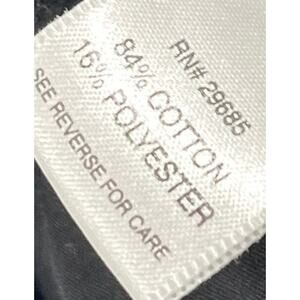 RN# 29685
84% COTTON
16% POLYESTER
SEE REVERSE FOR CARE